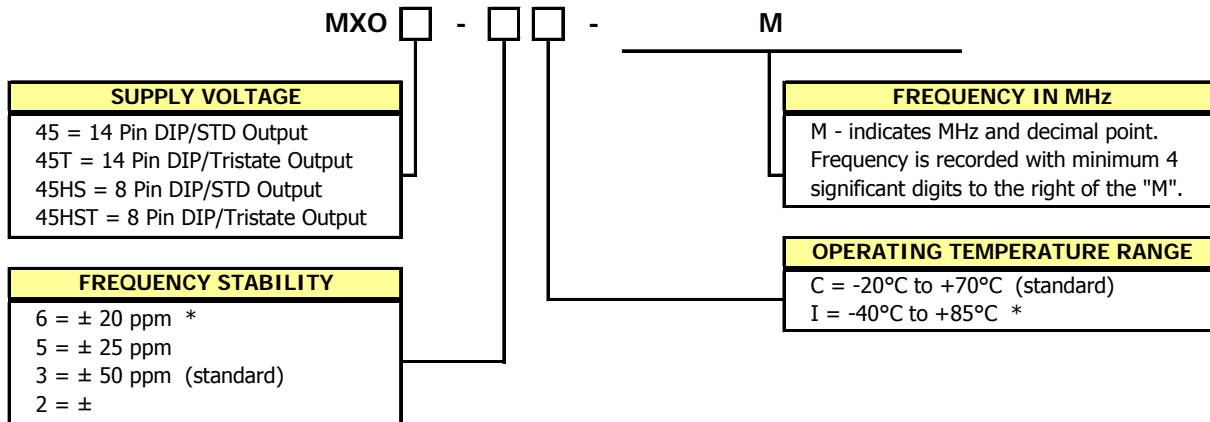 MXO - - M
SUPPLY VOLTAGE
45 = 14 Pin DIP/STD Output
45T = 14 Pin DIP/Tristate Output
45HS = 8 Pin DIP/STD Output
45HST = 8 Pin DIP/Tristate Output
FREQUENCY IN MHz
M - indicates MHz and decimal point.
Frequency is recorded with minimum 4
significant digits to the right of the "M".
OPERATING TEMPERATURE RANGE
C = -20°C to +70°C (standard)
I = -40°C to +85°C *
FREQUENCY STABILITY
6 = ± 20 ppm *
5 = ± 25 ppm
3 = ± 50 ppm (standard)
2 = ±